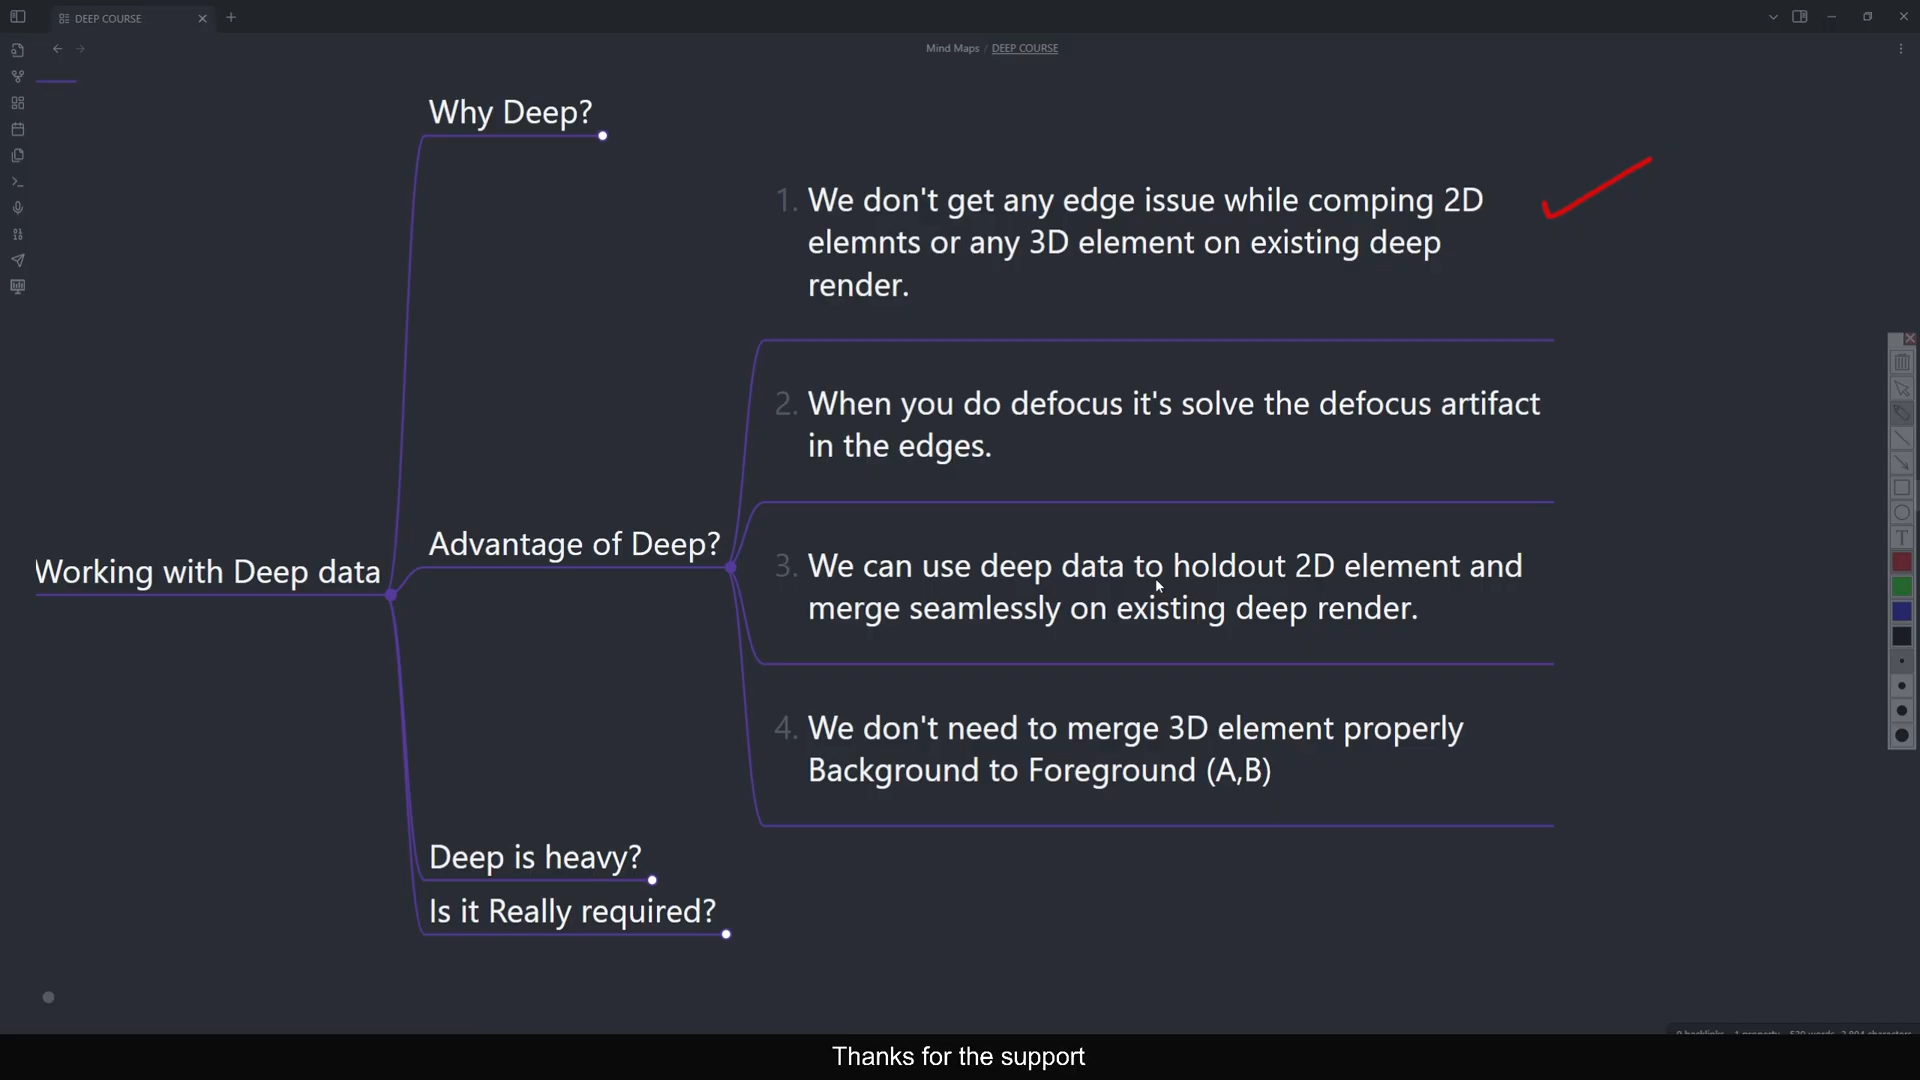 DEEP COURSE
Mind Maps / DEEP COURSE
Why Deep?
1. We don't get any edge issue while comping 2D
elemnts or any 3D element on existing deep
render.
2. When you do defocus it's solve the defocus artifact
in the edges.
Advantage of Deep?
Working with Deep data
3. We can use deep data to holdout 2D element and
merge seamlessly on existing deep render.
4. We don't need to merge 3D element properly
Background to Foreground (A,B)
Deep is heavy?
Is it Really required?
T
Thanks for the support